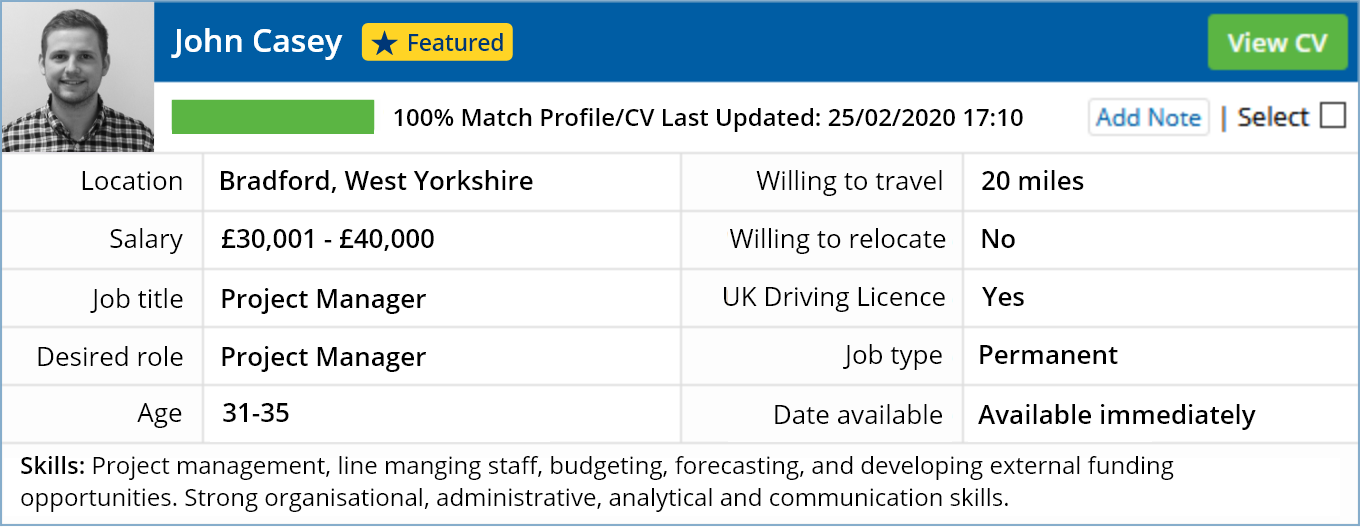 John Casey ★ Featured View CV
100% Match Profile/CV Last Updated: 25/02/2020 17:10 Add Note | Select
Location Bradford, West Yorkshire Willing to travel 20 miles
Salary £30,001 - £40,000 Willing to relocate No
Job title Project Manager UK Driving Licence Yes
Desired role Project Manager Job type Permanent
Age 31-35 Date available Available immediately
Skills: Project management, line manging staff, budgeting, forecasting, and developing external funding
opportunities. Strong organisational, administrative, analytical and communication skills.